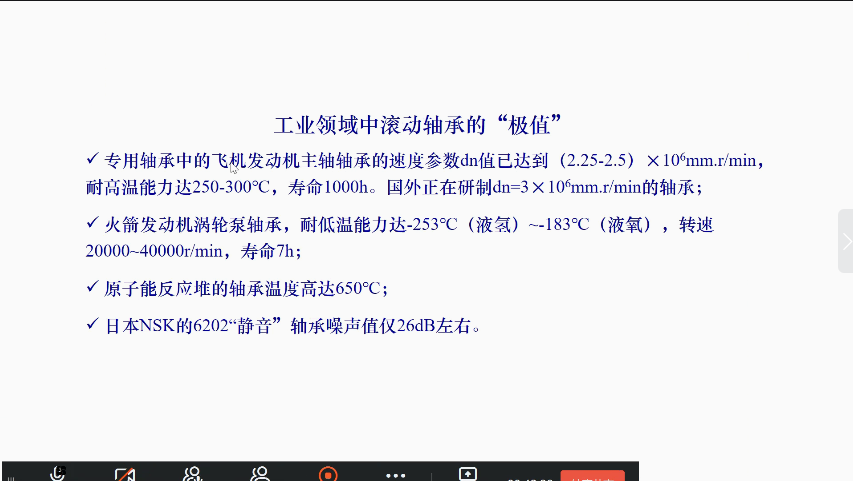 工业领域中滚动轴承的“极值”
✓ 专用轴承中的飞机发动机主轴轴承的速度参数dn值已达到（2.25-2.5）×10⁶mm.r/min，
耐高温能力达250-300℃，寿命1000h。国外正在研制dn=3×10⁶mm.r/min的轴承；
✓ 火箭发动机涡轮泵轴承，耐低温能力达-253℃（液氢）~-183℃（液氧），转速
20000~40000r/min，寿命7h；
✓ 原子能反应堆的轴承温度高达650℃；
✓ 日本NSK的6202“静音”轴承噪声值仅26dB左右。